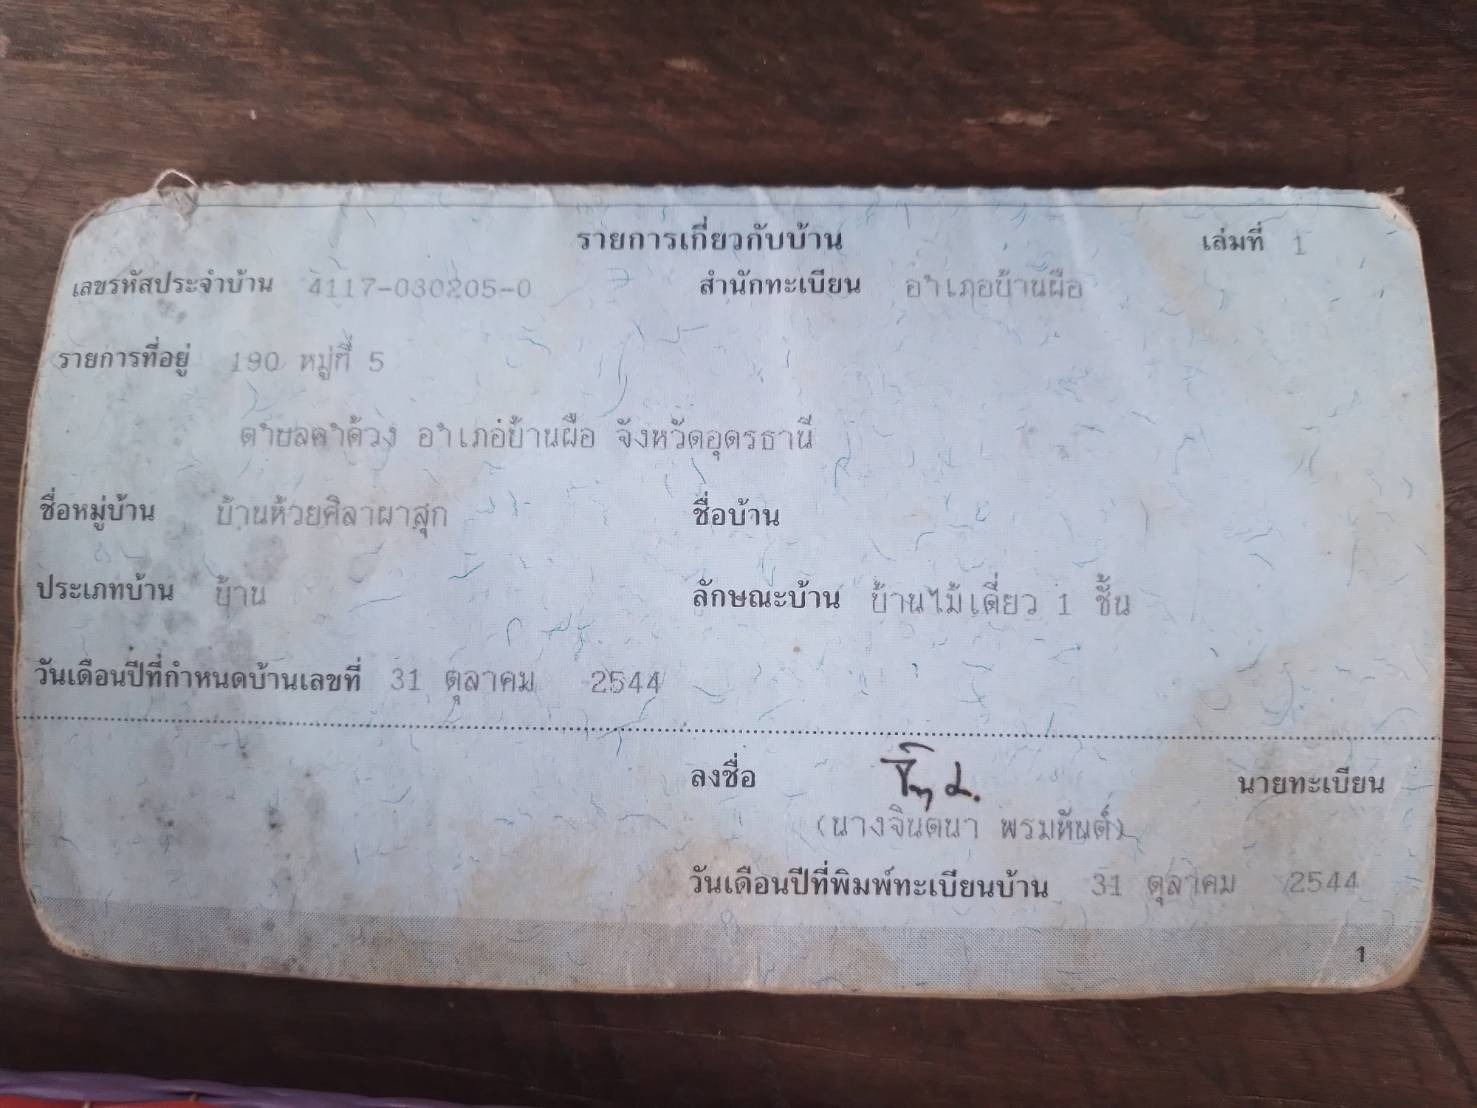 รายการเกี่ยวกับบ้าน เล่มที่ 1
เลขรหัสประจำบ้าน 4117-030205-0 สำนักทะเบียน อำเภอบ้านผือ
รายการที่อยู่ 190 หมู่ที่ 5
ตำบลคำด้วง อำเภอบ้านผือ จังหวัดอุดรธานี
ชื่อหมู่บ้าน บ้านห้วยศิลาผาสุก ชื่อบ้าน
ประเภทบ้าน บ้าน ลักษณะบ้าน บ้านไม้เดี่ยว 1 ชั้น
วันเดือนปีที่กำหนดบ้านเลขที่ 31 ตุลาคม 2544
ลงชื่อ นายทะเบียน
(นางจินตนา พรมหันต์)
วันเดือนปีที่พิมพ์ทะเบียนบ้าน 31 ตุลาคม 2544
1